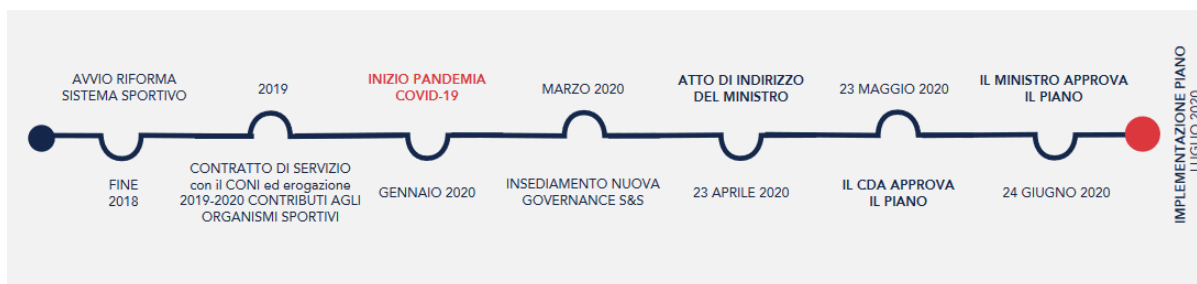 AVVIO RIFORMA
SISTEMA SPORTIVO
FINE
2018
2019
CONTRATTO DI SERVIZIO
con il CONI ed erogazione
2019-2020 CONTRIBUTI AGLI
ORGANISMI SPORTIVI
INIZIO PANDEMIA
COVID-19
GENNAIO 2020
MARZO 2020
INSEDIAMENTO NUOVA
GOVERNANCE S&S
ATTO DI INDIRIZZO
DEL MINISTRO
23 APRILE 2020
23 MAGGIO 2020
IL CDA APPROVA
IL PIANO
IL MINISTRO APPROVA
IL PIANO
24 GIUGNO 2020
IMPLEMENTAZIONE PIANO
LUGLIO 2020